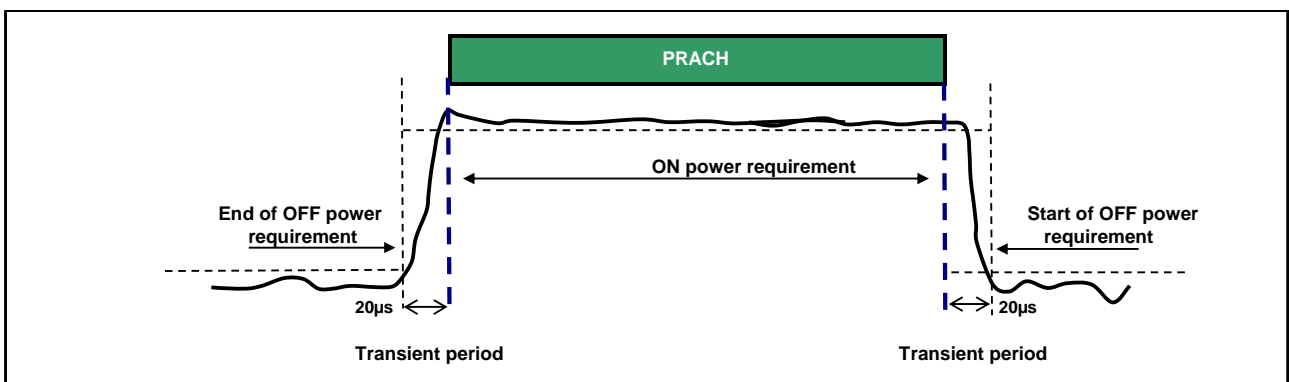 PRACH
ON power requirement
End of OFF power
requirement
Start of OFF power
requirement
20µs
20µs
Transient period
Transient period